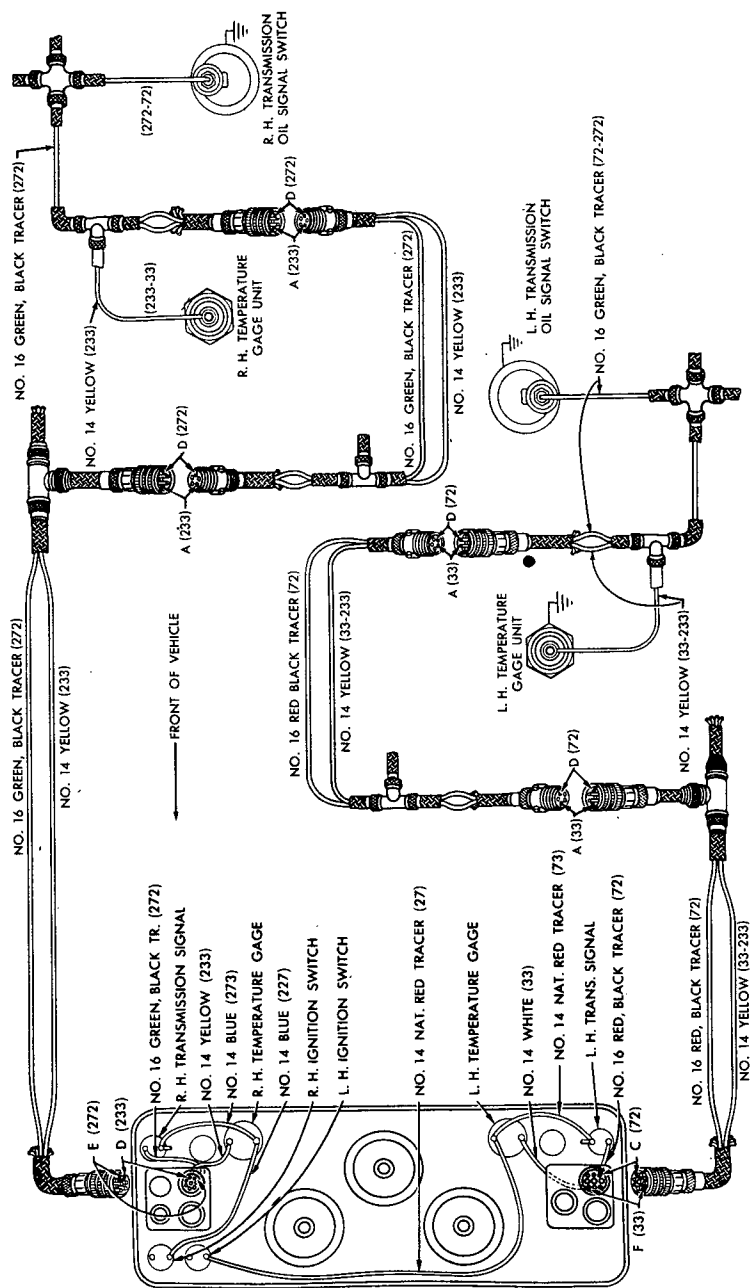 NO. 16 GREEN, BLACK TRACER (272)
(272-72)
R. H. TRANSMISSION
OIL SIGNAL SWITCH
NO. 14 YELLOW (233)
(233-33)
R. H. TEMPERATURE
GAGE UNIT
D (272)
A (233)
NO. 16 GREEN, BLACK TRACER (272)
NO. 14 YELLOW (233)
D (272)
A (233)
L. H. TRANSMISSION
OIL SIGNAL SWITCH
NO. 16 GREEN, BLACK TRACER (72-272)
NO. 16 GREEN, BLACK TRACER (272)
NO. 14 YELLOW (233)
FRONT OF VEHICLE
NO. 16 RED BLACK TRACER (72)
NO. 14 YELLOW (33-233)
D (72)
A (33)
L. H. TEMPERATURE
GAGE UNIT
NO. 14 YELLOW (33-233)
D (72)
A (33)
E (272)
D (233)
NO. 16 GREEN, BLACK TR. (272)
R. H. TRANSMISSION SIGNAL
NO. 14 YELLOW (233)
NO. 14 BLUE (273)
R. H. TEMPERATURE GAGE
NO. 14 BLUE (227)
R. H. IGNITION SWITCH
L. H. IGNITION SWITCH
NO. 14 NAT. RED TRACER (27)
L. H. TEMPERATURE GAGE
NO. 14 WHITE (33)
NO. 14 NAT. RED TRACER (73)
L. H. TRANS. SIGNAL
NO. 16 RED, BLACK TRACER (72)
C (72)
F (33)
NO. 16 RED, BLACK TRACER (72)
NO. 14 YELLOW (33-233)